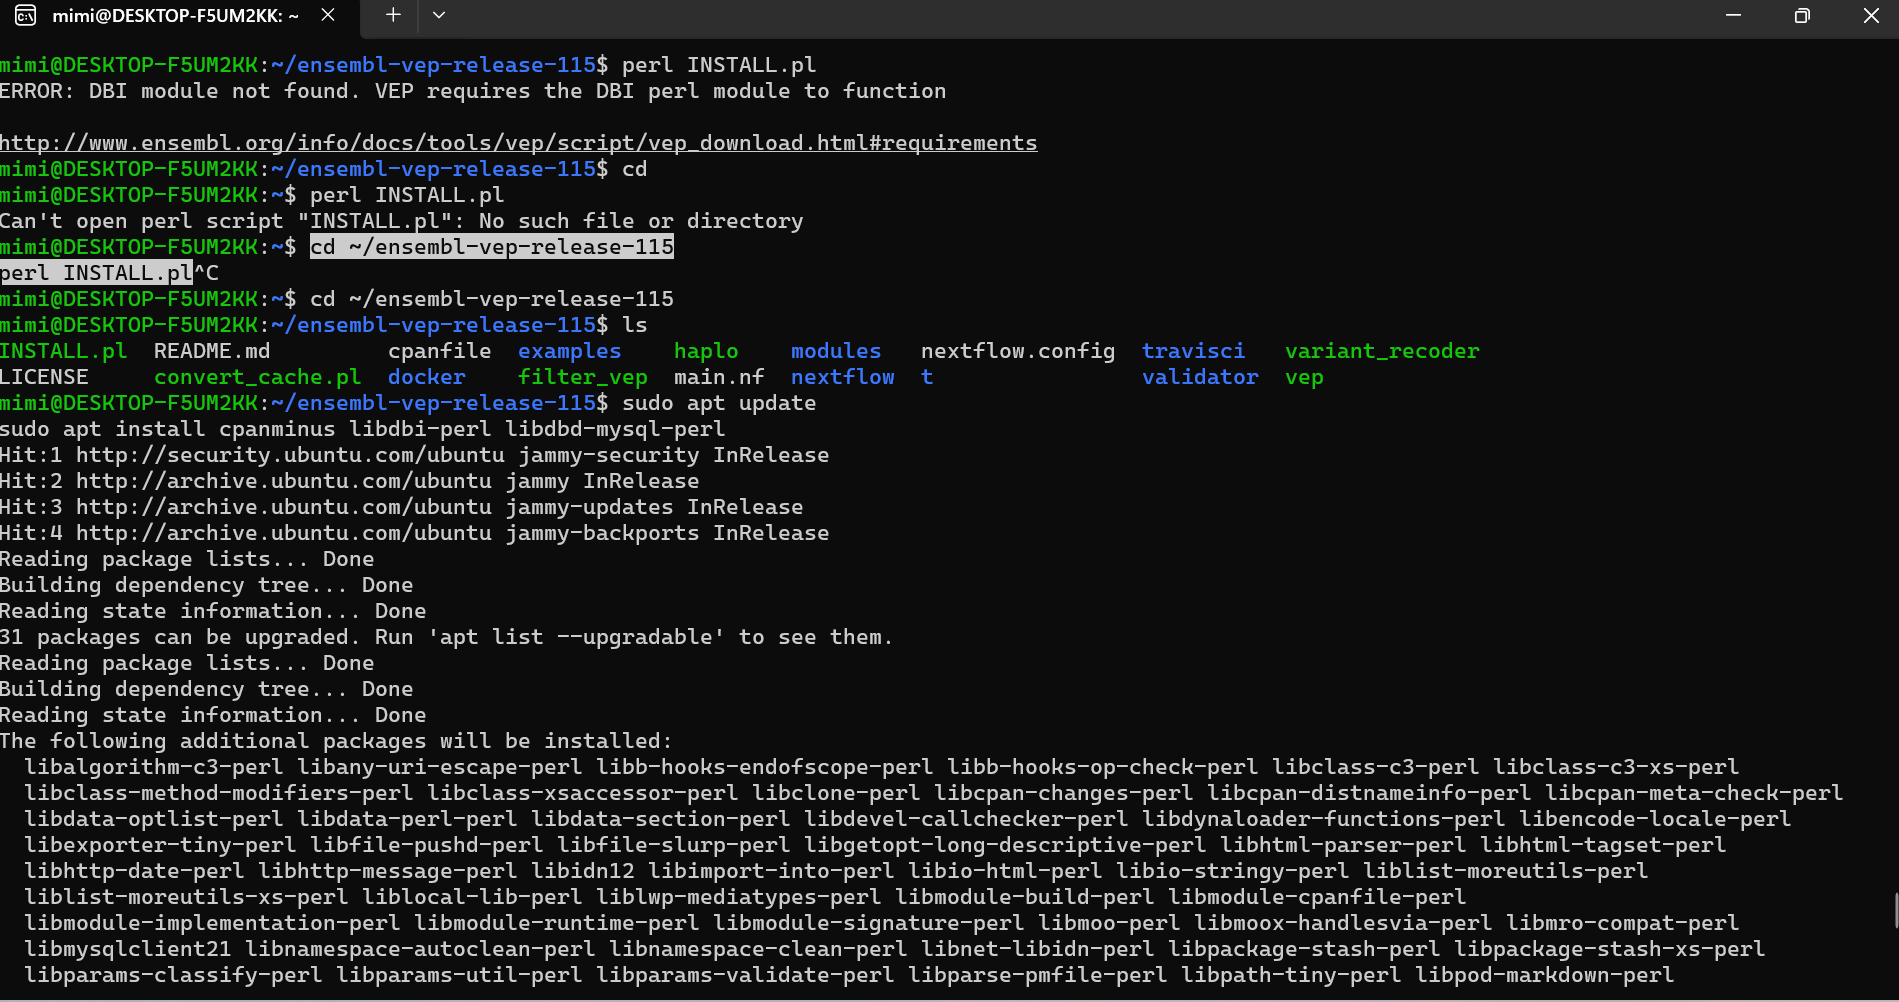 mimi@DESKTOP-F5UM2KK: ~
mimi@DESKTOP-F5UM2KK:~/ensembl-vep-release-115$ perl INSTALL.pl
ERROR: DBI module not found. VEP requires the DBI perl module to function
http://www.ensembl.org/info/docs/tools/vep/script/vep_download.html#requirements
mimi@DESKTOP-F5UM2KK:~/ensembl-vep-release-115$ cd
mimi@DESKTOP-F5UM2KK:~$ perl INSTALL.pl
Can't open perl script "INSTALL.pl": No such file or directory
mimi@DESKTOP-F5UM2KK:~$ cd ~/ensembl-vep-release-115
perl INSTALL.pl^C
mimi@DESKTOP-F5UM2KK:~$ cd ~/ensembl-vep-release-115
mimi@DESKTOP-F5UM2KK:~/ensembl-vep-release-115$ ls
INSTALL.pl  README.md         cpanfile  examples    haplo    modules   nextflow.config  travisci   variant_recoder
LICENSE     convert_cache.pl  docker    filter_vep  main.nf  nextflow  t                validator  vep
mimi@DESKTOP-F5UM2KK:~/ensembl-vep-release-115$ sudo apt update
sudo apt install cpanminus libdbi-perl libdbd-mysql-perl
Hit:1 http://security.ubuntu.com/ubuntu jammy-security InRelease
Hit:2 http://archive.ubuntu.com/ubuntu jammy InRelease
Hit:3 http://archive.ubuntu.com/ubuntu jammy-updates InRelease
Hit:4 http://archive.ubuntu.com/ubuntu jammy-backports InRelease
Reading package lists... Done
Building dependency tree... Done
Reading state information... Done
31 packages can be upgraded. Run 'apt list --upgradable' to see them.
Reading package lists... Done
Building dependency tree... Done
Reading state information... Done
The following additional packages will be installed:
  libalgorithm-c3-perl libany-uri-escape-perl libb-hooks-endofscope-perl libb-hooks-op-check-perl libclass-c3-perl libclass-c3-xs-perl
  libclass-method-modifiers-perl libclass-xsaccessor-perl libclone-perl libcpan-changes-perl libcpan-distnameinfo-perl libcpan-meta-check-perl
  libdata-optlist-perl libdata-perl-perl libdata-section-perl libdevel-callchecker-perl libdynaloader-functions-perl libencode-locale-perl
  libexporter-tiny-perl libfile-pushd-perl libfile-slurp-perl libgetopt-long-descriptive-perl libhtml-parser-perl libhtml-tagset-perl
  libhttp-date-perl libhttp-message-perl libidn12 libimport-into-perl libio-html-perl libio-stringy-perl liblist-moreutils-perl
  liblist-moreutils-xs-perl liblocal-lib-perl liblwp-mediatypes-perl libmodule-build-perl libmodule-cpanfile-perl
  libmodule-implementation-perl libmodule-runtime-perl libmodule-signature-perl libmoo-perl libmoox-handlesvia-perl libmro-compat-perl
  libmysqlclient21 libnamespace-autoclean-perl libnamespace-clean-perl libnet-libidn-perl libpackage-stash-perl libpackage-stash-xs-perl
  libparams-classify-perl libparams-util-perl libparams-validate-perl libparse-pmfile-perl libpath-tiny-perl libpod-markdown-perl